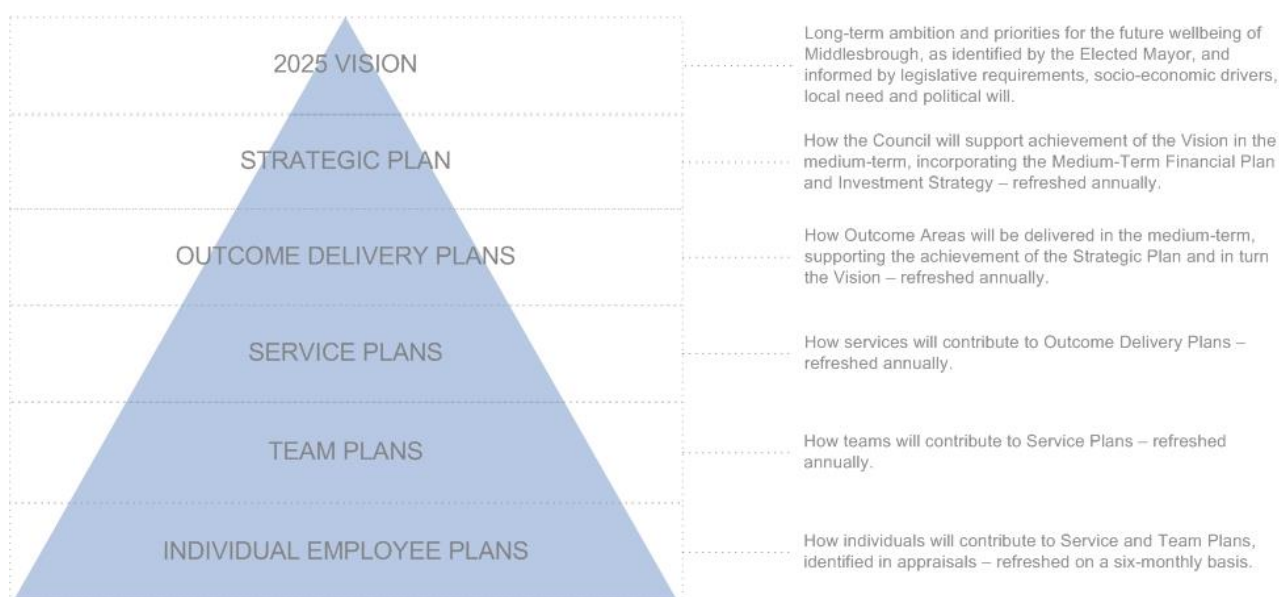 2025 VISION
Long-term ambition and priorities for the future wellbeing of
Middlesbrough, as identified by the Elected Mayor, and
informed by legislative requirements, socio-economic drivers,
local need and political will.
STRATEGIC PLAN
How the Council will support achievement of the Vision in the
medium-term, incorporating the Medium-Term Financial Plan
and Investment Strategy – refreshed annually.
OUTCOME DELIVERY PLANS
How Outcome Areas will be delivered in the medium-term,
supporting the achievement of the Strategic Plan and in turn
the Vision – refreshed annually.
SERVICE PLANS
How services will contribute to Outcome Delivery Plans –
refreshed annually.
TEAM PLANS
How teams will contribute to Service Plans – refreshed
annually.
INDIVIDUAL EMPLOYEE PLANS
How individuals will contribute to Service and Team Plans,
identified in appraisals – refreshed on a six-monthly basis.